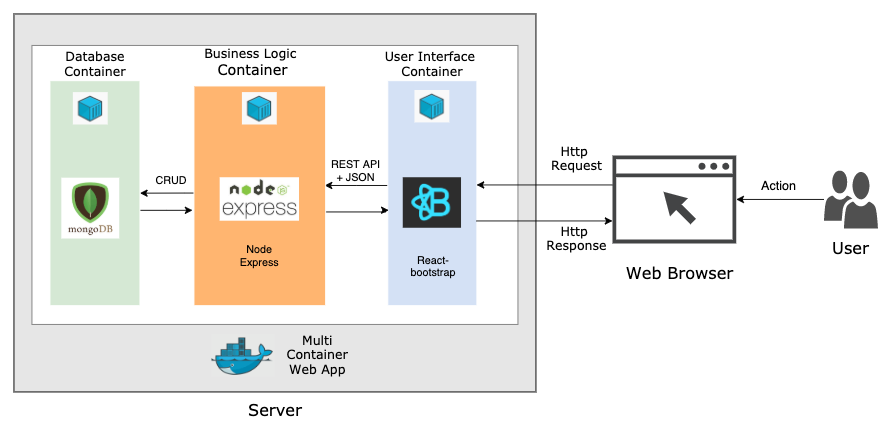 Database
Container
Business Logic
Container
User Interface
Container
CRUD
REST API
+ JSON
mongoDB
node
JS
express
B
Node
Express
React-
bootstrap
Http
Request
Http
Response
Action
Web Browser
User
Multi
Container
Web App
Server